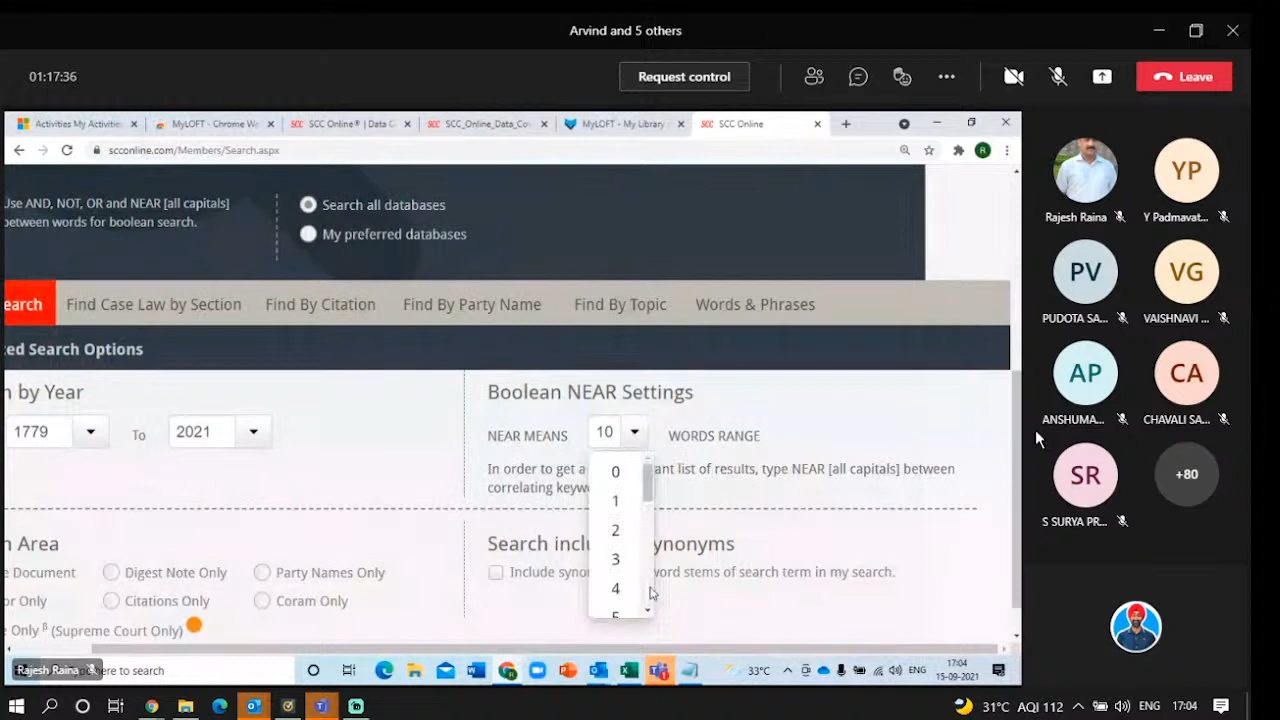 Arvind and 5 others
01:17:36
Request control
Leave
Activities My Activitie
MyLOFT - Chrome We
SCC Online® | Data C
SCC_Online_Data_Co
MyLOFT - My Library
SCC Online
scconline.com/Members/Search.aspx
R
Use AND, NOT, OR and NEAR [all capitals]
between words for boolean search.
Search all databases
My preferred databases
earch
Find Case Law by Section
Find By Citation
Find By Party Name
Find By Topic
Words & Phrases
ced Search Options
h by Year
1779
To
2021
Boolean NEAR Settings
NEAR MEANS
10
WORDS RANGE
In order to get a
ant list of results, type NEAR [all capitals] between
correlating keyw
0
1
2
3
4
5
h Area
Search inclu
ynonyms
e Document
Digest Note Only
Party Names Only
Include synon
ord stems of search term in my search.
or Only
Citations Only
Coram Only
e Only β (Supreme Court Only)
Rajesh Raina
here to search
33°C
ENG
17:04
15-09-2021
Rajesh Raina
YP
Y Padmavat...
PV
PUDOTA SA...
VG
VAISHNAVI ...
AP
ANSHUMA...
CA
CHAVALI SA...
SR
S SURYA PR...
+80
31°C AQI 112
ENG
17:04